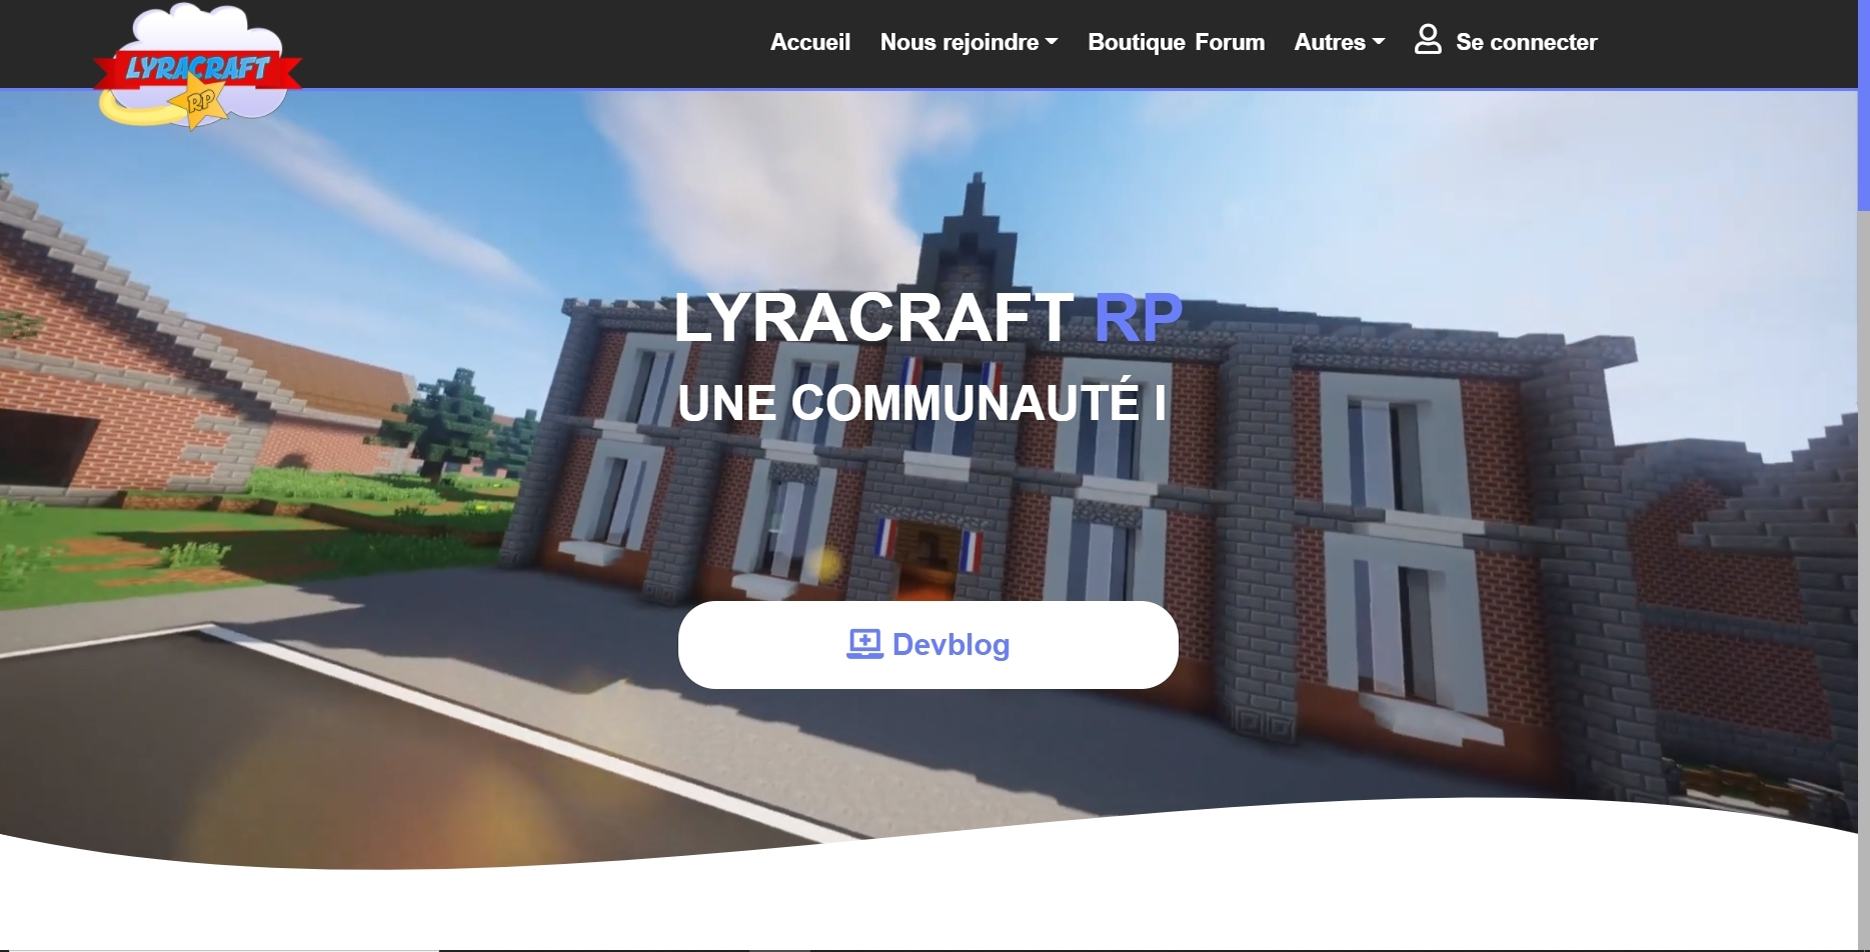 LYRACRAFT
RP
Accueil Nous rejoindre Boutique Forum Autres Se connecter
LYRACRAFT RP
UNE COMMUNAUTÉ I
Devblog